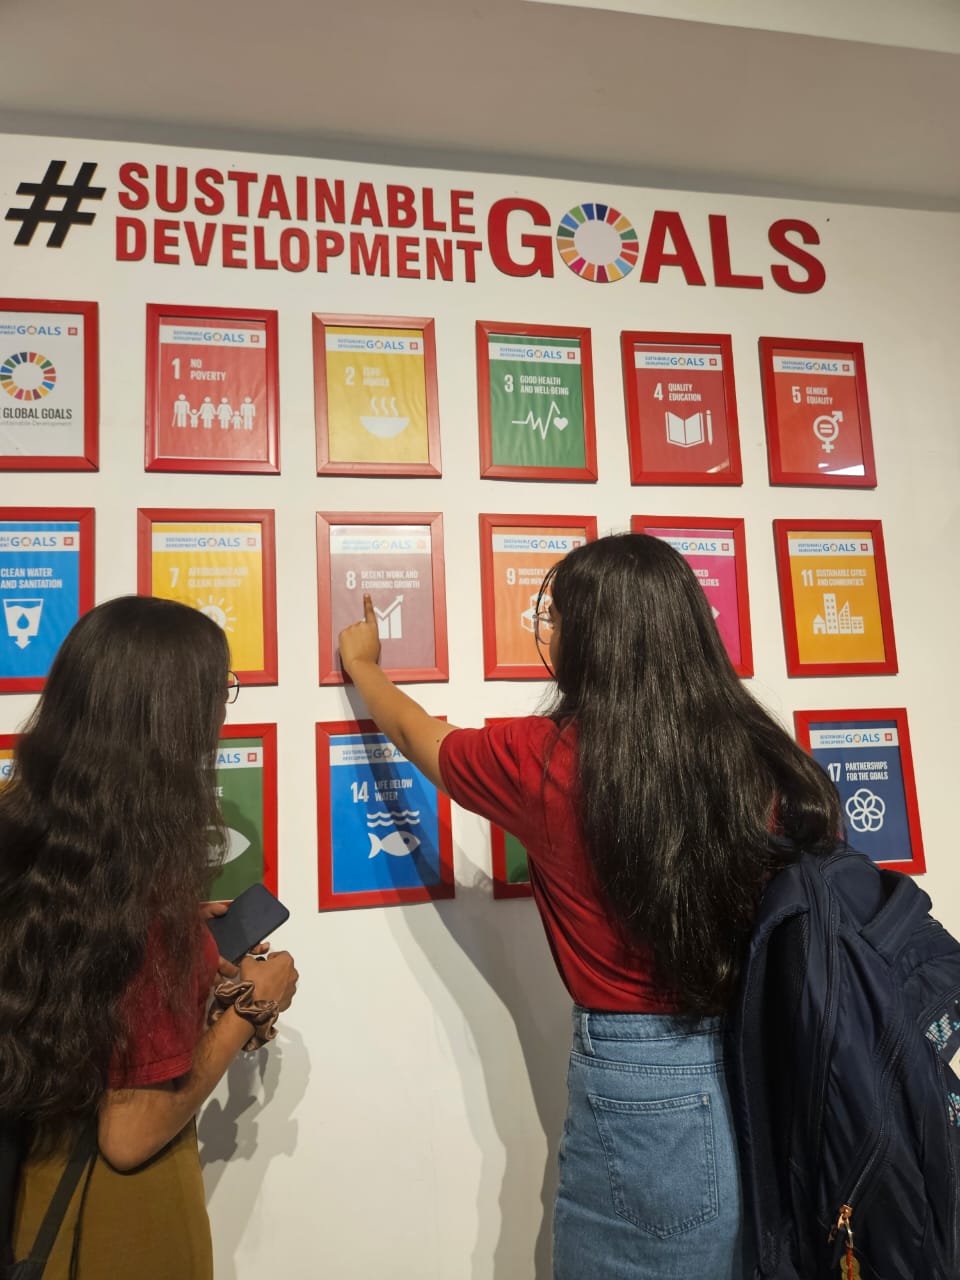 #SUSTAINABLE
DEVELOPMENT
GOALS
GOALS
GLOBAL GOALS
SUSTAINABLE
DEVELOPMENT GOALS
1 NO
POVERTY
SUSTAINABLE
DEVELOPMENT GOALS
2 ZERO
HUNGER
SUSTAINABLE
DEVELOPMENT GOALS
3 GOOD HEALTH
AND WELL-BEING
SUSTAINABLE
DEVELOPMENT GOALS
4 QUALITY
EDUCATION
SUSTAINABLE
DEVELOPMENT GOALS
5 GENDER
EQUALITY
GOALS
CLEAN WATER
AND SANITATION
SUSTAINABLE
DEVELOPMENT GOALS
7 AFFORDABLE AND
CLEAN ENERGY
SUSTAINABLE
DEVELOPMENT GOALS
8 DECENT WORK AND
ECONOMIC GROWTH
SUSTAINABLE
DEVELOPMENT GOALS
9 INDUSTRY,
GOALS
SUSTAINABLE
DEVELOPMENT GOALS
11 SUSTAINABLE CITIES
AND COMMUNITIES
SUSTAINABLE
DEVELOPMENT
14 LIFE BELOW
WATER
SUSTAINABLE
DEVELOPMENT GOALS
17 PARTNERSHIPS
FOR THE GOALS